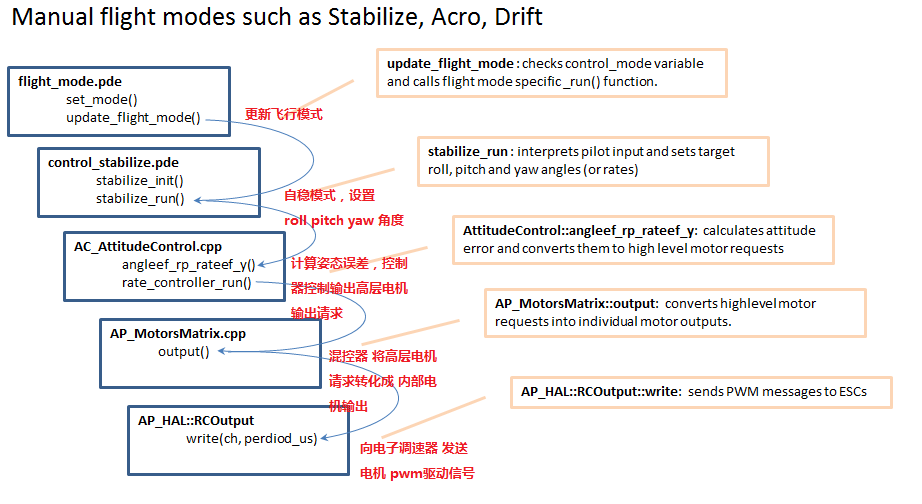 Manual flight modes such as Stabilize, Acro, Drift
flight_mode.pde
set_mode()
update_flight_mode()
更新飞行模式
update_flight_mode : checks control_mode variable
and calls flight mode specific _run() function.
control_stabilize.pde
stabilize_init()
stabilize_run()
自稳模式，设置
roll pitch yaw 角度
stabilize_run : interprets pilot input and sets target
roll, pitch and yaw angles (or rates)
AC_AttitudeControl.cpp
angleef_rp_rateef_y()
rate_controller_run()
计算姿态误差，控制
器控制输出高层电机
输出请求
AttitudeControl::angleef_rp_rateef_y: calculates attitude
error and converts them to high level motor requests
AP_MotorsMatrix.cpp
output()
混控器 将高层电机
请求转化成 内部电
机输出
AP_MotorsMatrix::output: converts highlevel motor
requests into individual motor outputs.
AP_HAL::RCOutput
write(ch, perdiod_us)
向电子调速器 发送
电机 pwm驱动信号
AP_HAL::RCOutput::write: sends PWM messages to ESCs